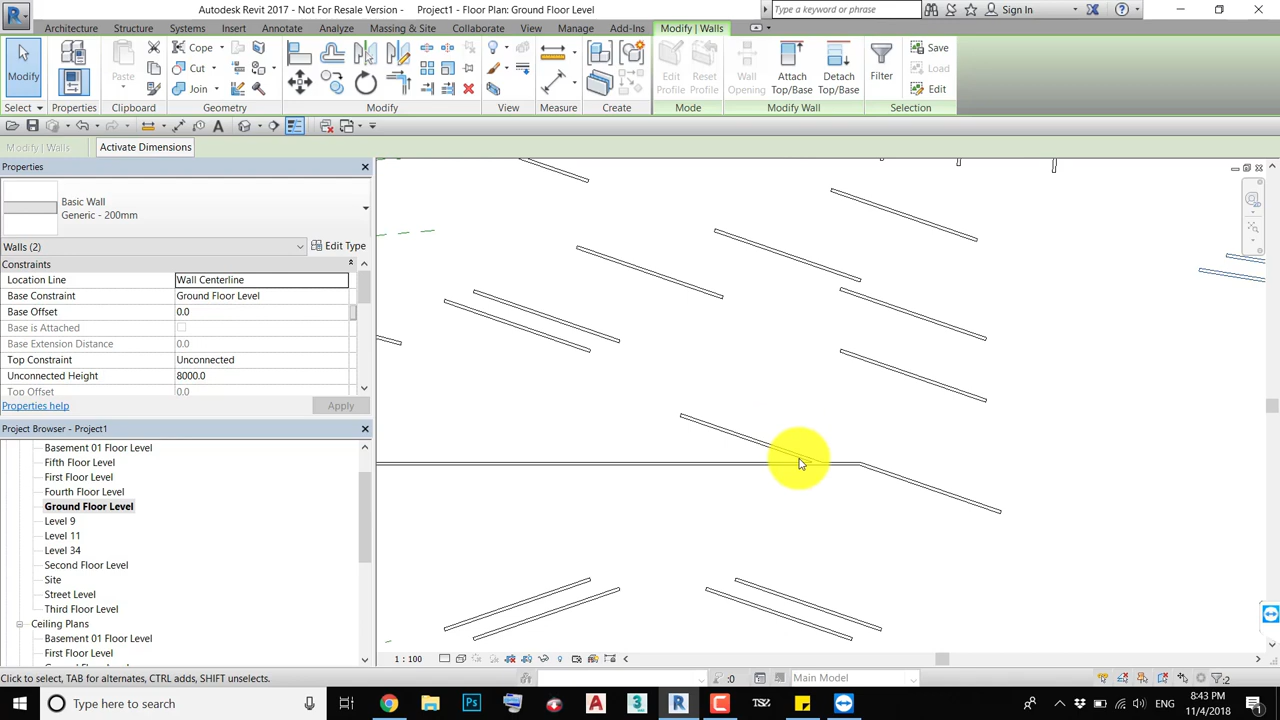 Autodesk Revit 2017 - Not For Resale Version -    Project1 - Floor Plan: Ground Floor Level
Type a keyword or phrase
Sign In
Architecture Structure Systems Insert Annotate Analyze Massing & Site Collaborate View Manage Add-Ins Modify | Walls
Modify
Paste
Cope
Cut
Join
Edit Profile
Reset Profile
Wall Opening
Attach Top/Base
Detach Top/Base
Filter
Save
Load
Edit
Select Properties Clipboard Geometry Modify View Measure Create Mode Modify Wall Selection
Modify | Walls
Activate Dimensions
Properties
Basic Wall
Generic - 200mm
Walls (2)
Edit Type
Constraints
Location Line Wall Centerline
Base Constraint Ground Floor Level
Base Offset 0.0
Base is Attached
Base Extension Distance 0.0
Top Constraint Unconnected
Unconnected Height 8000.0
Top Offset 0.0
Properties help
Apply
Project Browser - Project1
Basement 01 Floor Level
Fifth Floor Level
First Floor Level
Fourth Floor Level
Ground Floor Level
Level 9
Level 11
Level 34
Second Floor Level
Site
Street Level
Third Floor Level
Ceiling Plans
Basement 01 Floor Level
First Floor Level
1 : 100
Click to select, TAB for alternates, CTRL adds, SHIFT unselects.
:0
Main Model
:2
Type here to search
ENG
8:43 PM
11/4/2018